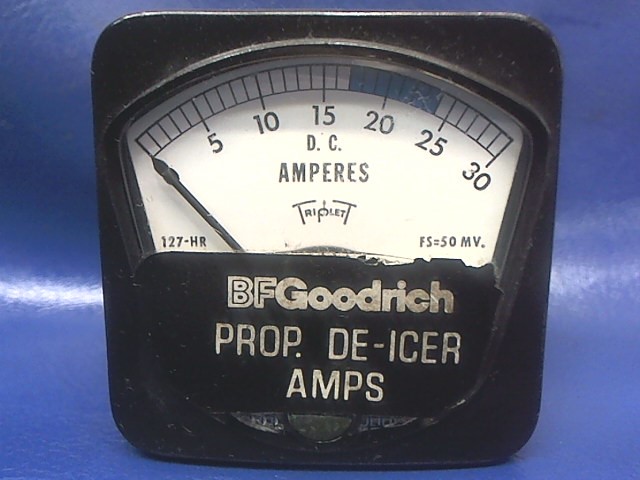 5 10 15 20 25 30
D. C.
AMPERES
TRIPLETT
127-HR FS=50 MV.
BFGoodrich
PROP. DE-ICER
AMPS